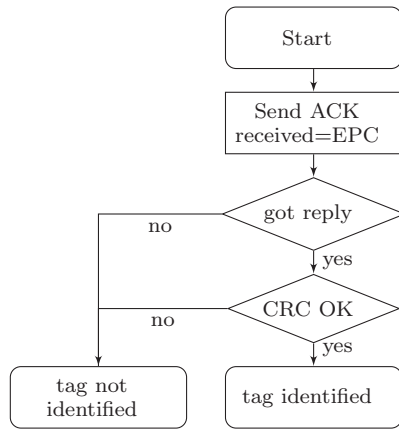 Start
Send ACK
received=EPC
got reply
no
yes
CRC OK
no
yes
tag not
identified
tag identified